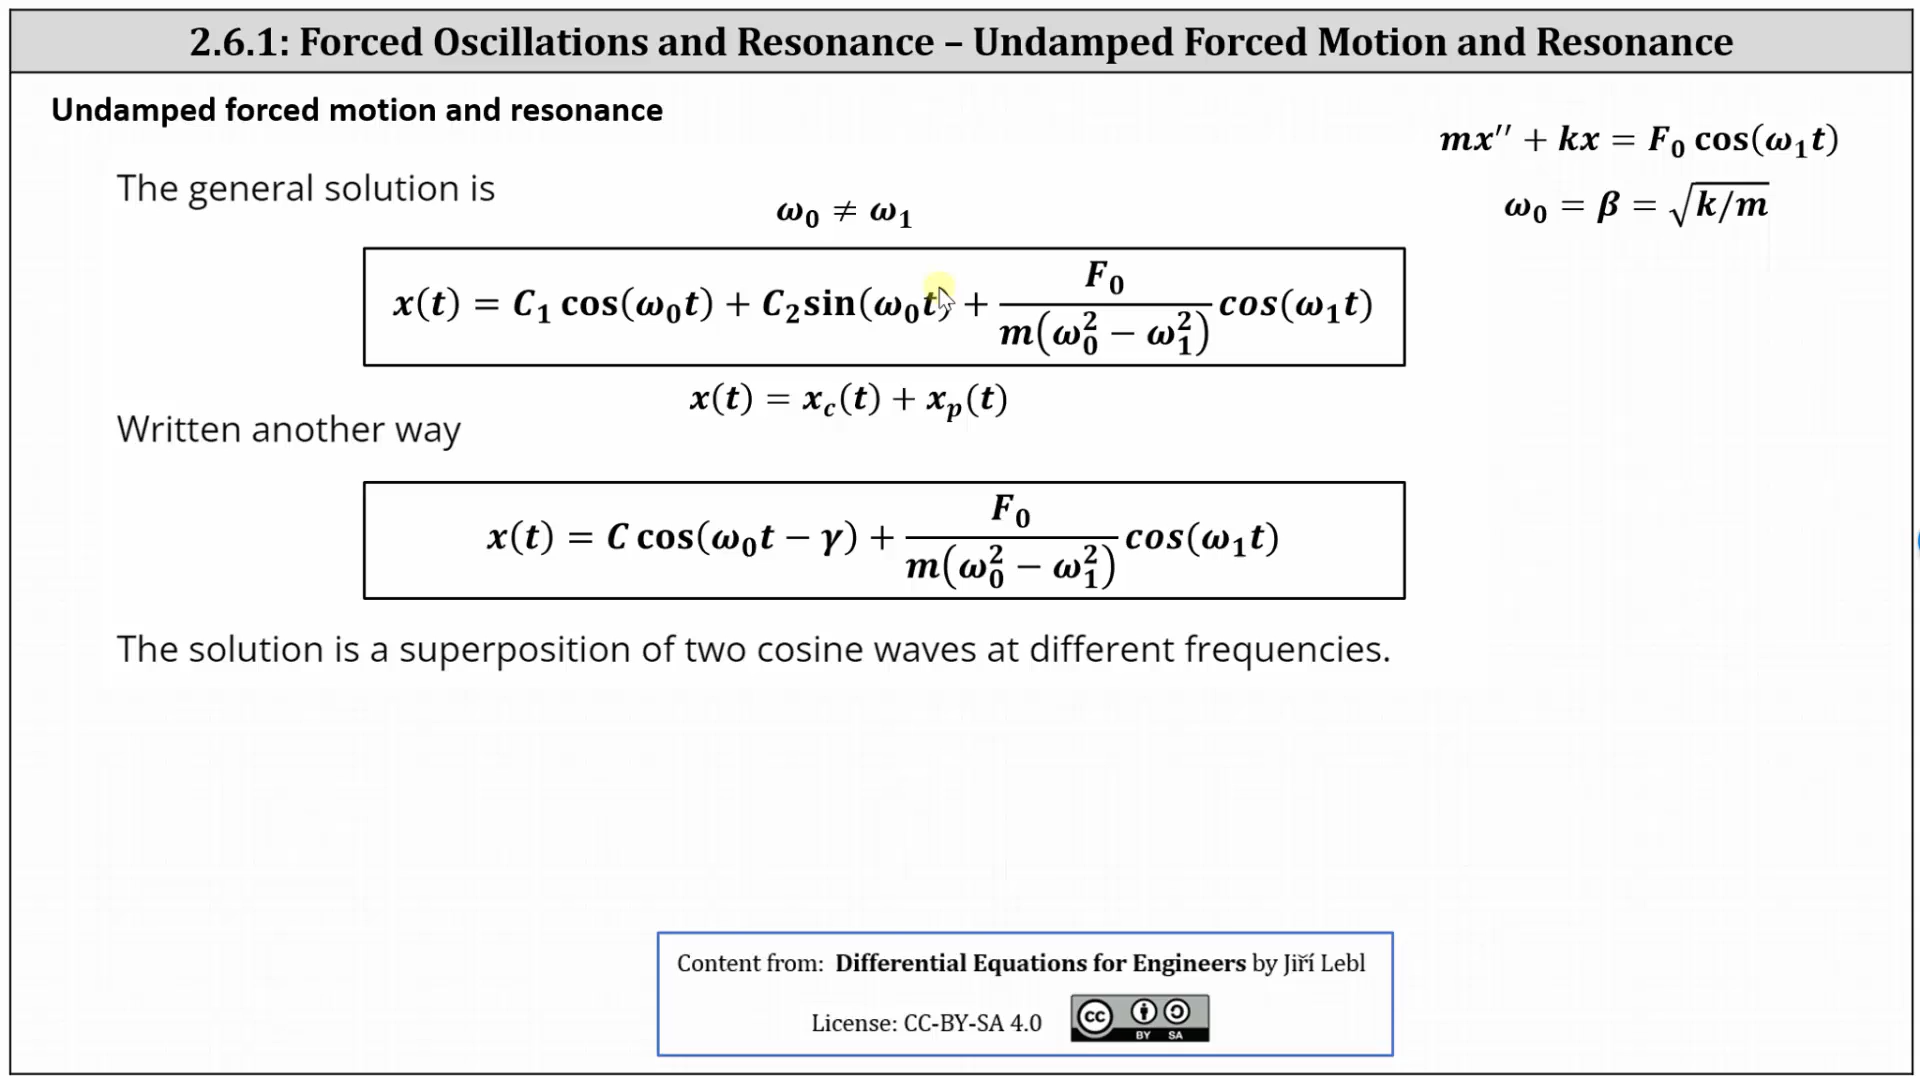 2.6.1: Forced Oscillations and Resonance – Undamped Forced Motion and Resonance
Undamped forced motion and resonance
mx′′ + kx = F₀ cos(ω₁t)
The general solution is
ω₀ = β = √(k/m)
ω₀ ≠ ω₁
x(t) = C₁ cos(ω₀t) + C₂sin(ω₀t) + F₀/(m(ω₀² − ω₁²)) cos(ω₁t)
x(t) = x_c(t) + x_p(t)
Written another way
x(t) = C cos(ω₀t − γ) + F₀/(m(ω₀² − ω₁²)) cos(ω₁t)
The solution is a superposition of two cosine waves at different frequencies.
Content from: Differential Equations for Engineers by Jiří Lebl
License: CC-BY-SA 4.0
cc
BY SA